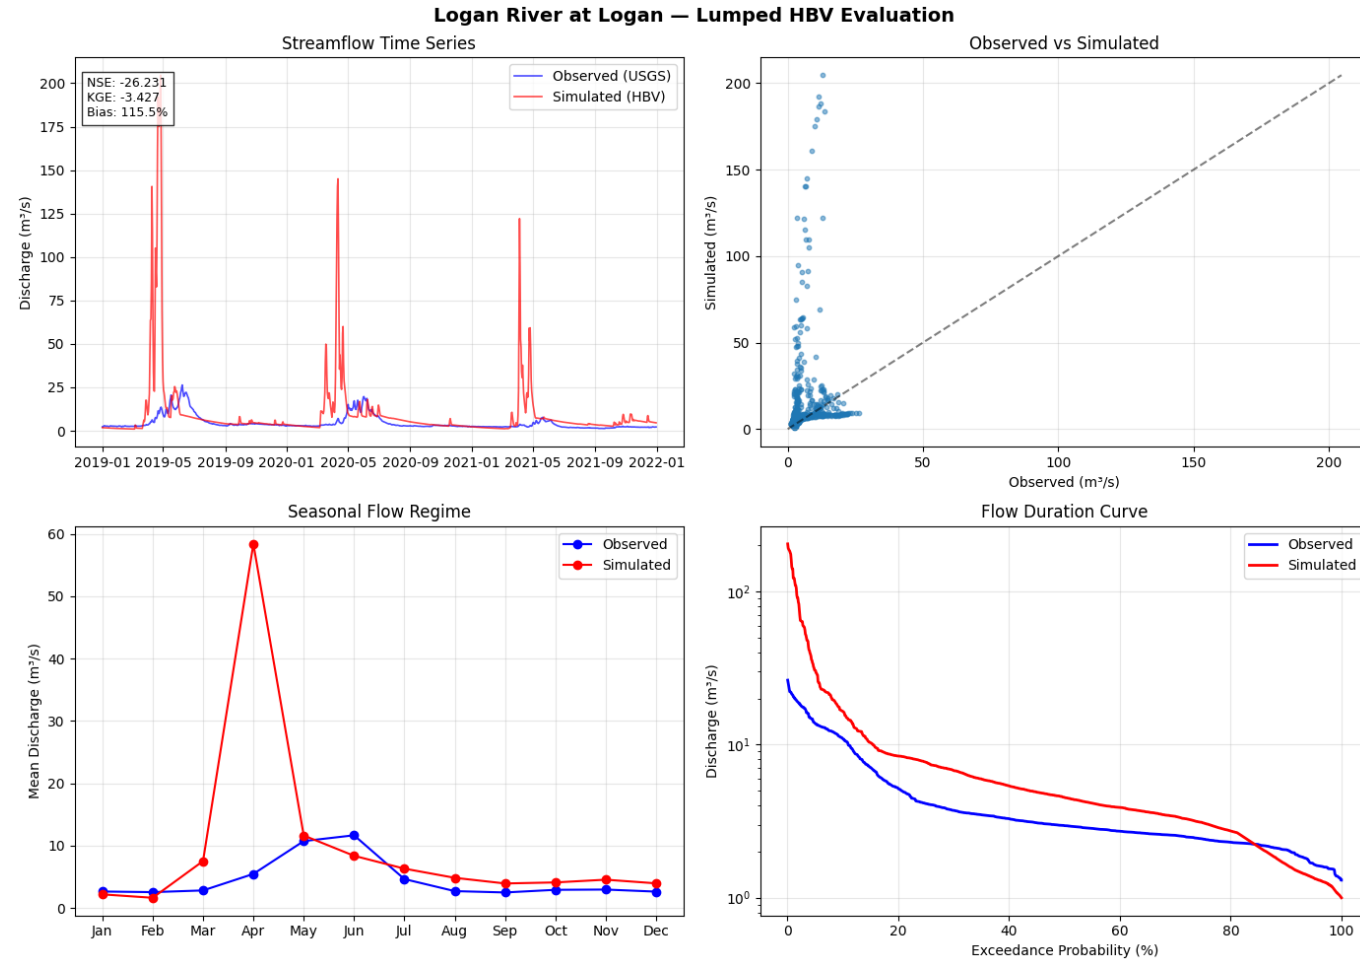 Logan River at Logan — Lumped HBV Evaluation
Streamflow Time Series
NSE: -26.231
KGE: -3.427
Bias: 115.5%
Observed (USGS)
Simulated (HBV)
Discharge (m³/s)
200
175
150
125
100
75
50
25
0
2019-01 2019-05 2019-09 2020-01 2020-05 2020-09 2021-01 2021-05 2021-09 2022-01
Observed vs Simulated
Simulated (m³/s)
200
150
100
50
0
0 50 100 150 200
Observed (m³/s)
Seasonal Flow Regime
Observed
Simulated
Mean Discharge (m³/s)
60
50
40
30
20
10
0
Jan Feb Mar Apr May Jun Jul Aug Sep Oct Nov Dec
Flow Duration Curve
Observed
Simulated
Discharge (m³/s)
10²
10¹
10⁰
0 20 40 60 80 100
Exceedance Probability (%)